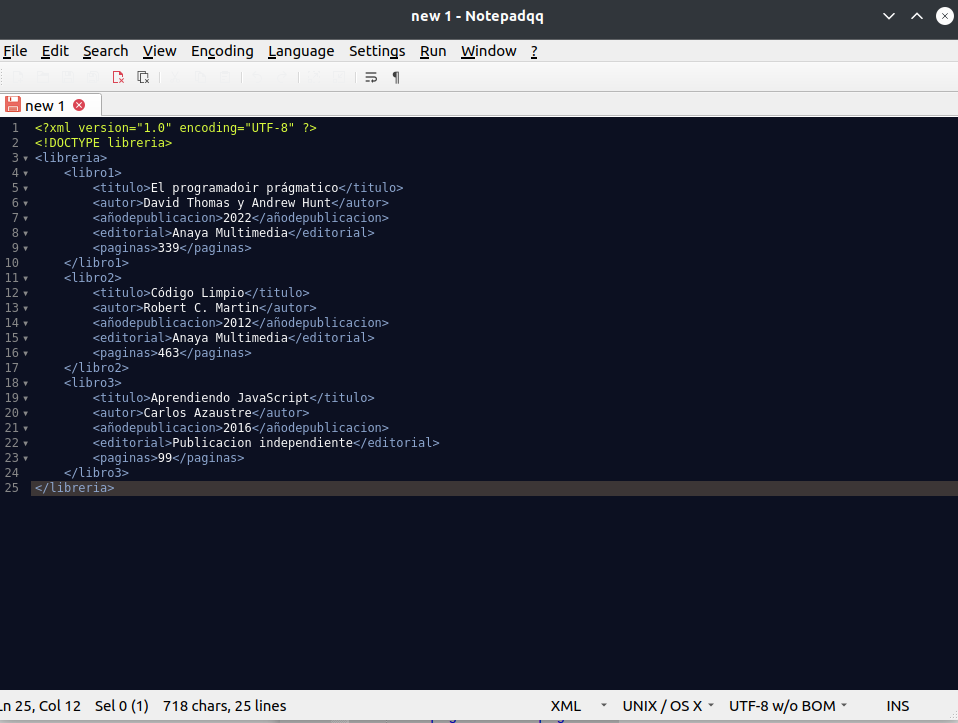 new 1 - Notepadqq
File Edit Search View Encoding Language Settings Run Window ?
new 1
1 <?xml version="1.0" encoding="UTF-8" ?>
2 <!DOCTYPE libreria>
3 <libreria>
4 <libro1>
5 <titulo>El programadoir prágmatico</titulo>
6 <autor>David Thomas y Andrew Hunt</autor>
7 <añodepublicacion>2022</añodepublicacion>
8 <editorial>Anaya Multimedia</editorial>
9 <paginas>339</paginas>
10 </libro1>
11 <libro2>
12 <titulo>Código Limpio</titulo>
13 <autor>Robert C. Martin</autor>
14 <añodepublicacion>2012</añodepublicacion>
15 <editorial>Anaya Multimedia</editorial>
16 <paginas>463</paginas>
17 </libro2>
18 <libro3>
19 <titulo>Aprendiendo JavaScript</titulo>
20 <autor>Carlos Azaustre</autor>
21 <añodepublicacion>2016</añodepublicacion>
22 <editorial>Publicacion independiente</editorial>
23 <paginas>99</paginas>
24 </libro3>
25 </libreria>
Ln 25, Col 12 Sel 0 (1) 718 chars, 25 lines XML UNIX / OS X UTF-8 w/o BOM INS